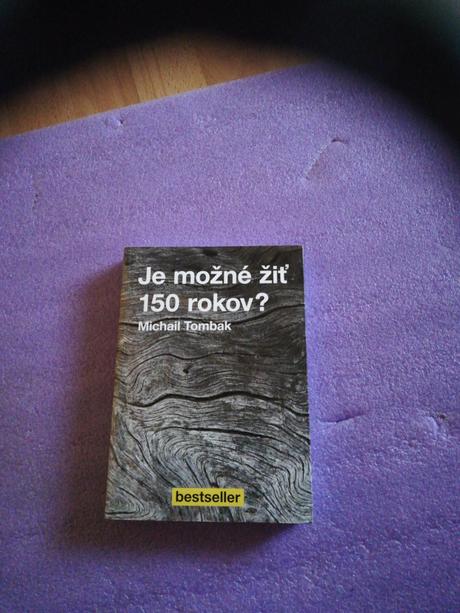 Je možné žiť
150 rokov?
Michail Tombak
bestseller